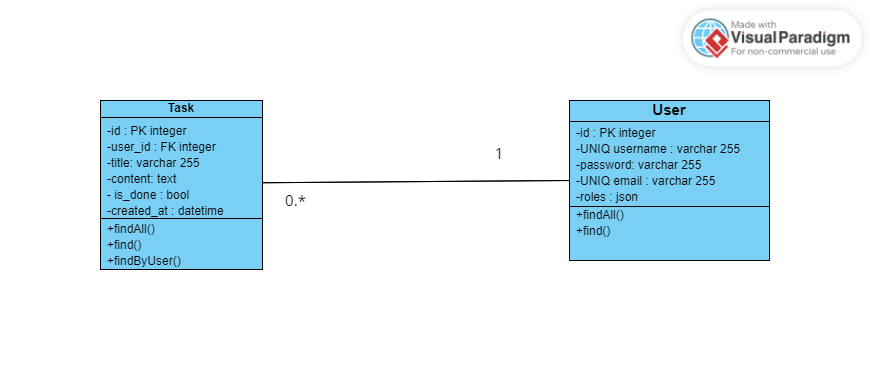 Made with
Visual Paradigm
For non-commercial use
Task
-id : PK integer
-user_id : FK integer
-title: varchar 255
-content: text
- is_done : bool
-created_at : datetime
+findAll()
+find()
+findByUser()
0.*
1
User
-id : PK integer
-UNIQ username : varchar 255
-password: varchar 255
-UNIQ email : varchar 255
-roles : json
+findAll()
+find()